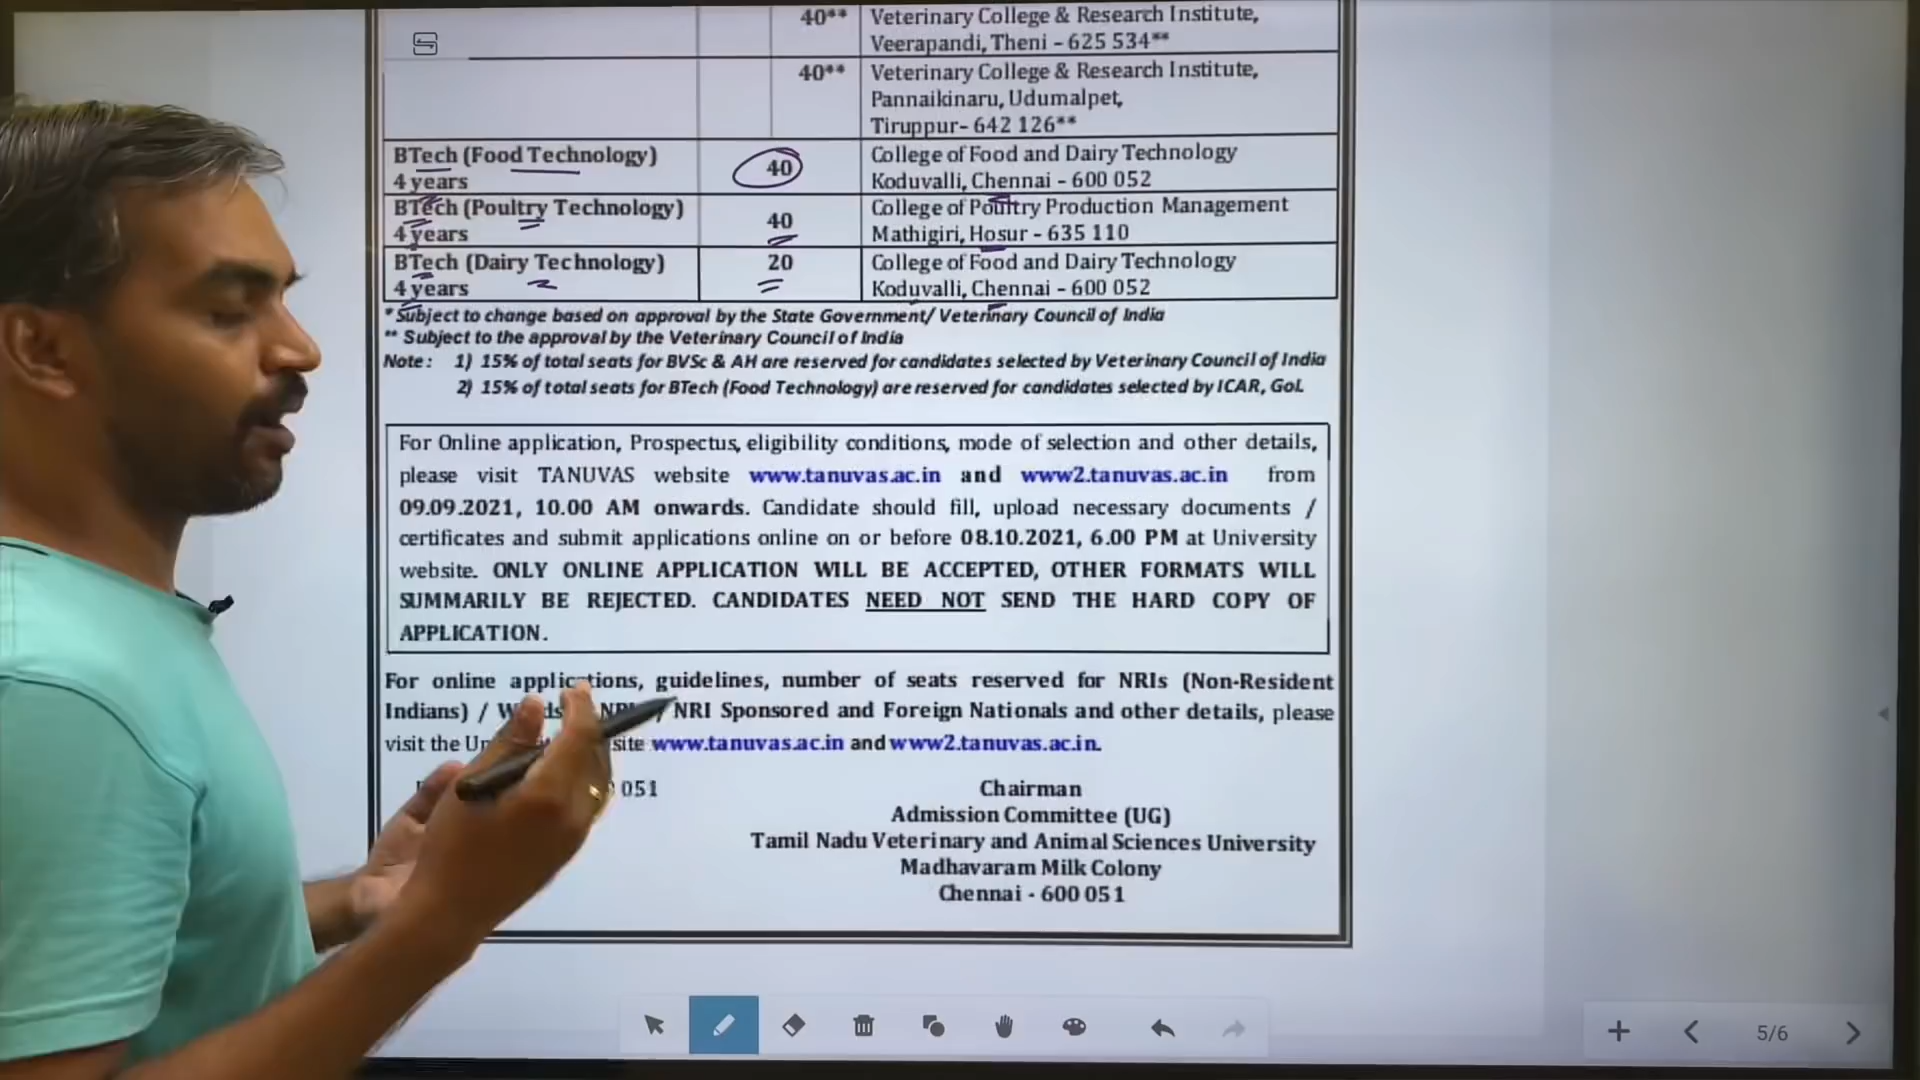 40** Veterinary College & Research Institute,
Veerapandi, Theni - 625 534**
40** Veterinary College & Research Institute,
Pannaikinaru, Udumalpet,
Tiruppur- 642 126**
BTech (Food Technology)
4 years
40
College of Food and Dairy Technology
Koduvalli, Chennai - 600 052
BTech (Poultry Technology)
4 years
40
College of Poultry Production Management
Mathigiri, Hosur - 635 110
BTech (Dairy Technology)
4 years
20
College of Food and Dairy Technology
Koduvalli, Chennai - 600 052
* Subject to change based on approval by the State Government/ Veterinary Council of India
** Subject to the approval by the Veterinary Council of India
Note : 1) 15% of total seats for BVSc & AH are reserved for candidates selected by Veterinary Council of India
2) 15% of total seats for BTech (Food Technology) are reserved for candidates selected by ICAR, GoI.
For Online application, Prospectus, eligibility conditions, mode of selection and other details,
please visit TANUVAS website www.tanuvas.ac.in and www2.tanuvas.ac.in from
09.09.2021, 10.00 AM onwards. Candidate should fill, upload necessary documents /
certificates and submit applications online on or before 08.10.2021, 6.00 PM at University
website. ONLY ONLINE APPLICATION WILL BE ACCEPTED, OTHER FORMATS WILL
SUMMARILY BE REJECTED. CANDIDATES NEED NOT SEND THE HARD COPY OF
APPLICATION.
For online applications, guidelines, number of seats reserved for NRIs (Non-Resident
Indians) / NRI Sponsored and Foreign Nationals and other details, please
visit the www.tanuvas.ac.in and www2.tanuvas.ac.in.
051
Chairman
Admission Committee (UG)
Tamil Nadu Veterinary and Animal Sciences University
Madhavaram Milk Colony
Chennai - 600 051
5/6